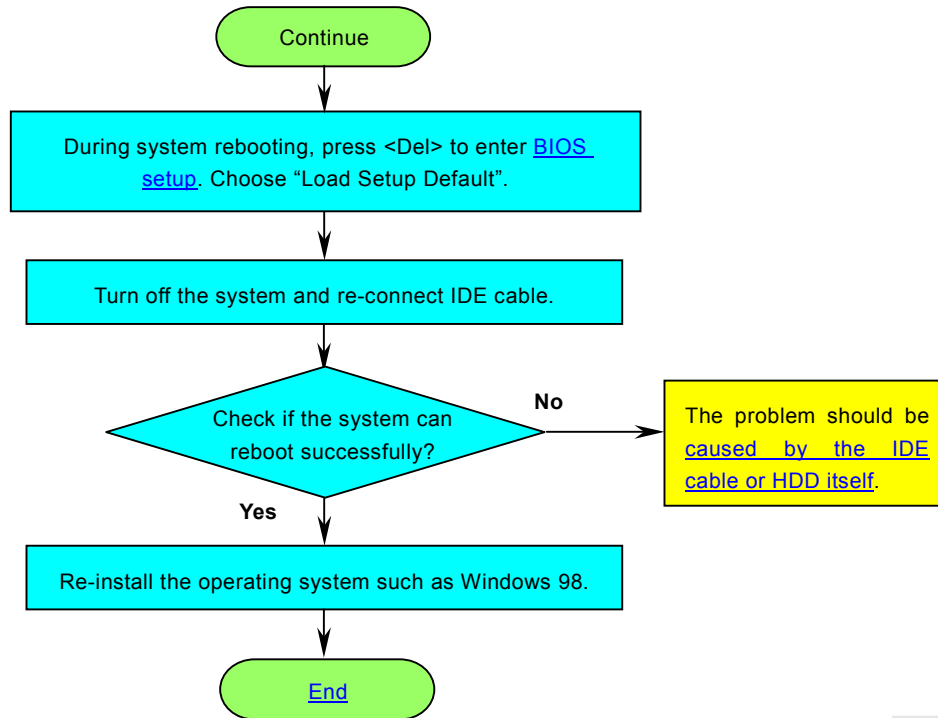 Continue
During system rebooting, press <Del> to enter BIOS
setup. Choose “Load Setup Default”.
Turn off the system and re-connect IDE cable.
Check if the system can
reboot successfully?
No
The problem should be
caused by the IDE
cable or HDD itself.
Yes
Re-install the operating system such as Windows 98.
End